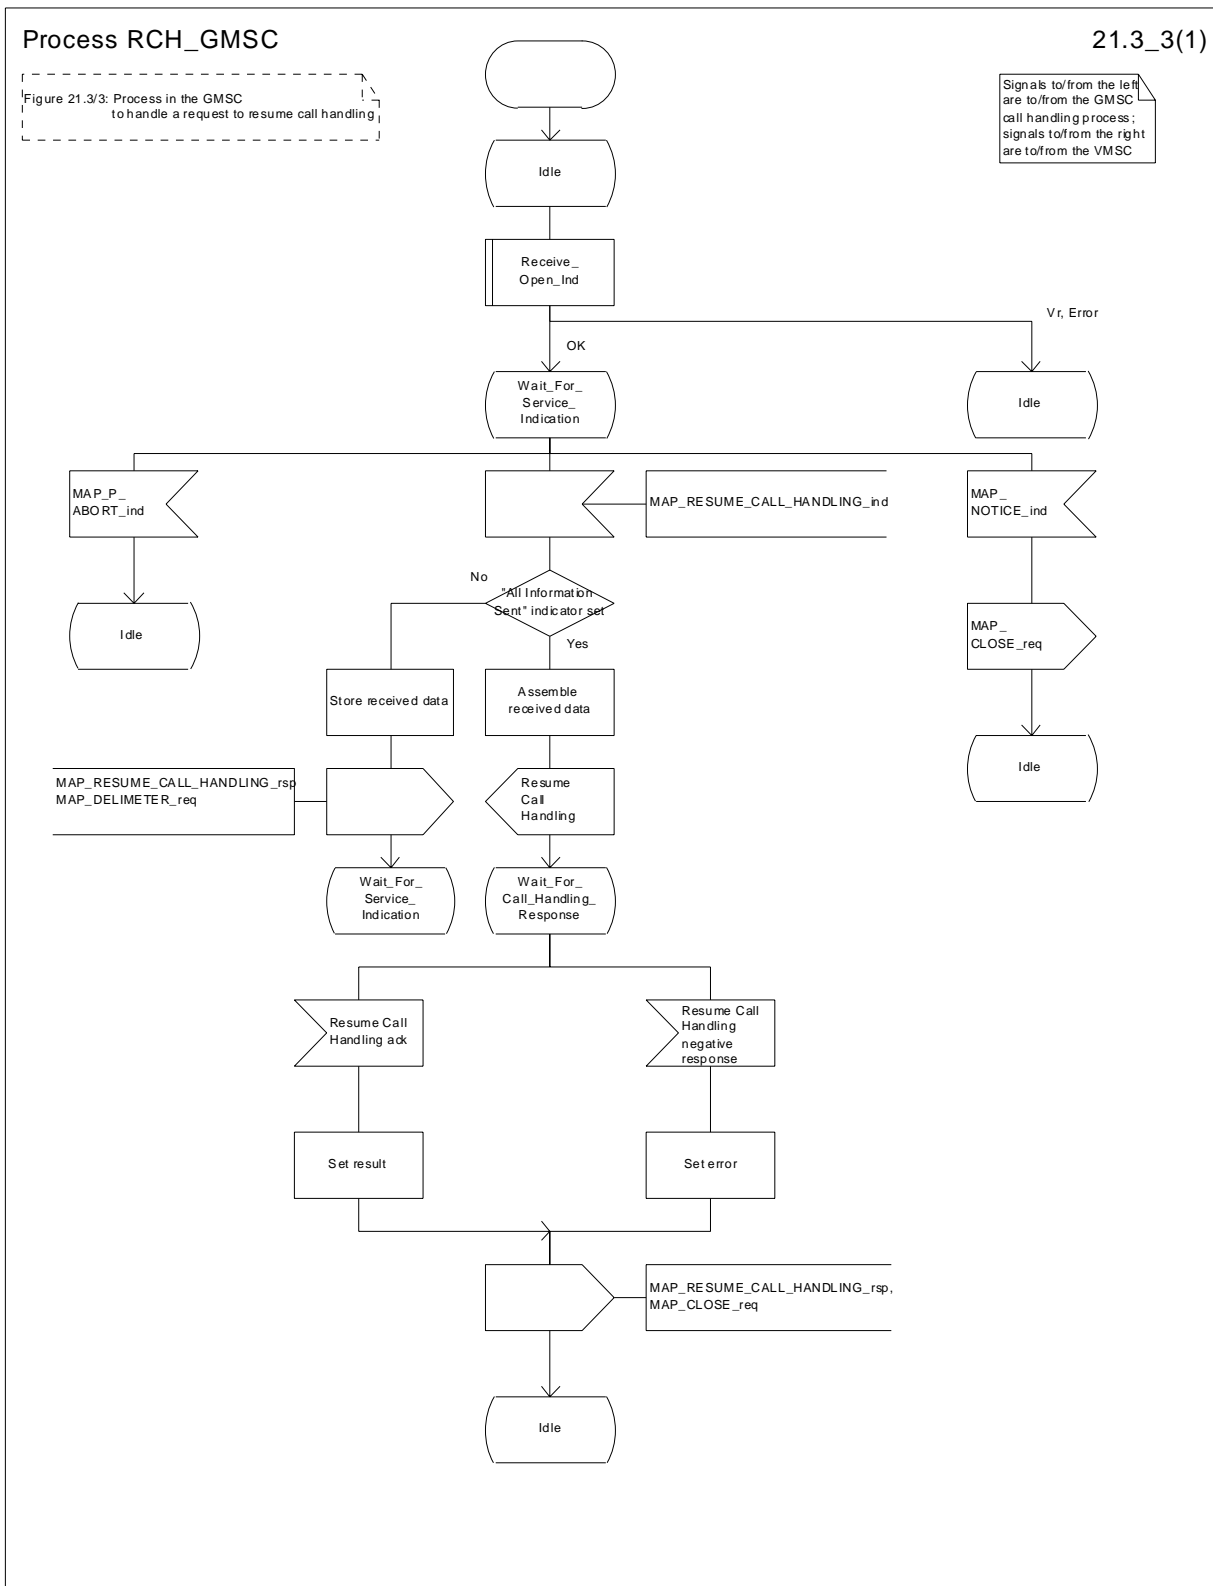 Process RCH_GMSC
21.3_3(1)
Figure 21.3/3: Process in the GMSC
to handle a request to resume call handling
Signals to/from the left
are to/from the GMSC
call handling process;
signals to/from the right
are to/from the VMSC
Idle
Receive_
Open_Ind
Vr, Error
OK
Wait_For_
Service_
Indication
Idle
MAP_P_
ABORT_ind
MAP_RESUME_CALL_HANDLING_ind
MAP_
NOTICE_ind
No
"All Information
Sent" indicator set
Yes
Idle
MAP_
CLOSE_req
Store received data
Assemble
received data
Idle
MAP_RESUME_CALL_HANDLING_rsp
MAP_DELIMETER_req
Resume
Call
Handling
Wait_For_
Service_
Indication
Wait_For_
Call_Handling_
Response
Resume Call
Handling ack
Resume Call
Handling
negative
response
Set result
Set error
MAP_RESUME_CALL_HANDLING_rsp,
MAP_CLOSE_req
Idle